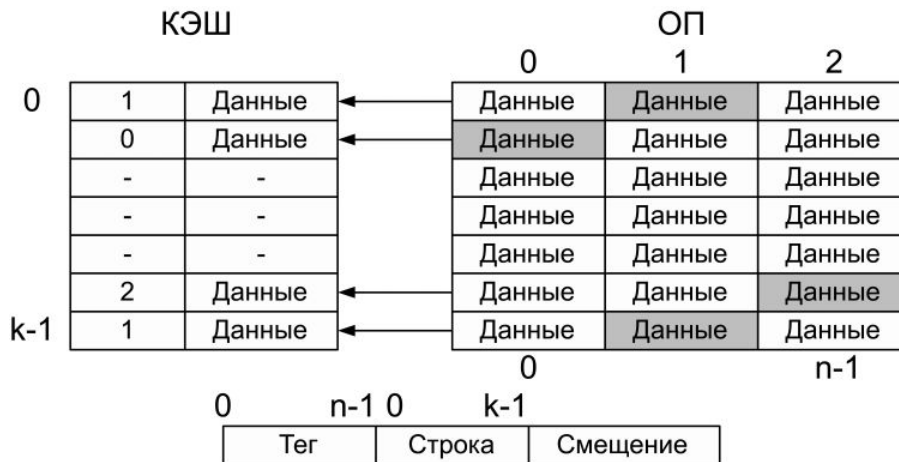 КЭШ ОП
0 1 2
0 1 Данные Данные Данные Данные
0 Данные Данные Данные Данные
- - Данные Данные Данные
- - Данные Данные Данные
- - Данные Данные Данные
2 Данные Данные Данные Данные
k-1 1 Данные Данные Данные Данные
0 n-1
0 n-1 0 k-1
Тег Строка Смещение